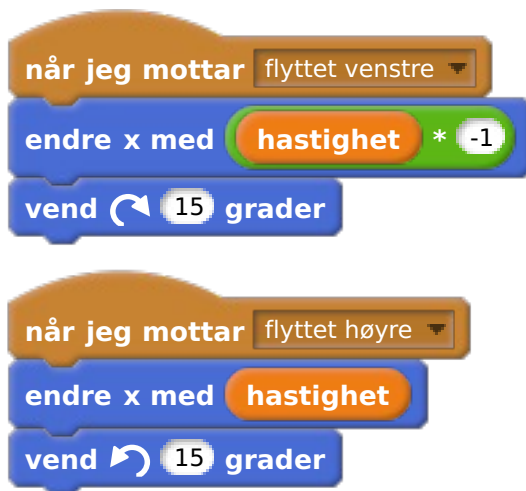 når jeg mottar flyttet venstre
endre x med hastighet * -1
vend 15 grader
når jeg mottar flyttet høyre
endre x med hastighet
vend 15 grader